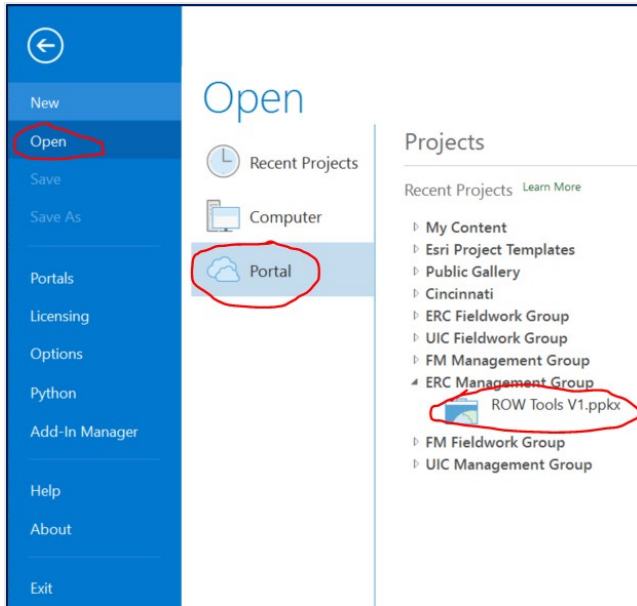 New
Open
Save
Save As
Portals
Licensing
Options
Python
Add-In Manager
Help
About
Exit
Open
Recent Projects
Computer
Portal
Projects
Recent Projects Learn More
My Content
Esri Project Templates
Public Gallery
Cincinnati
ERC Fieldwork Group
UIC Fieldwork Group
FM Management Group
ERC Management Group
ROW Tools V1.ppkx
FM Fieldwork Group
UIC Management Group